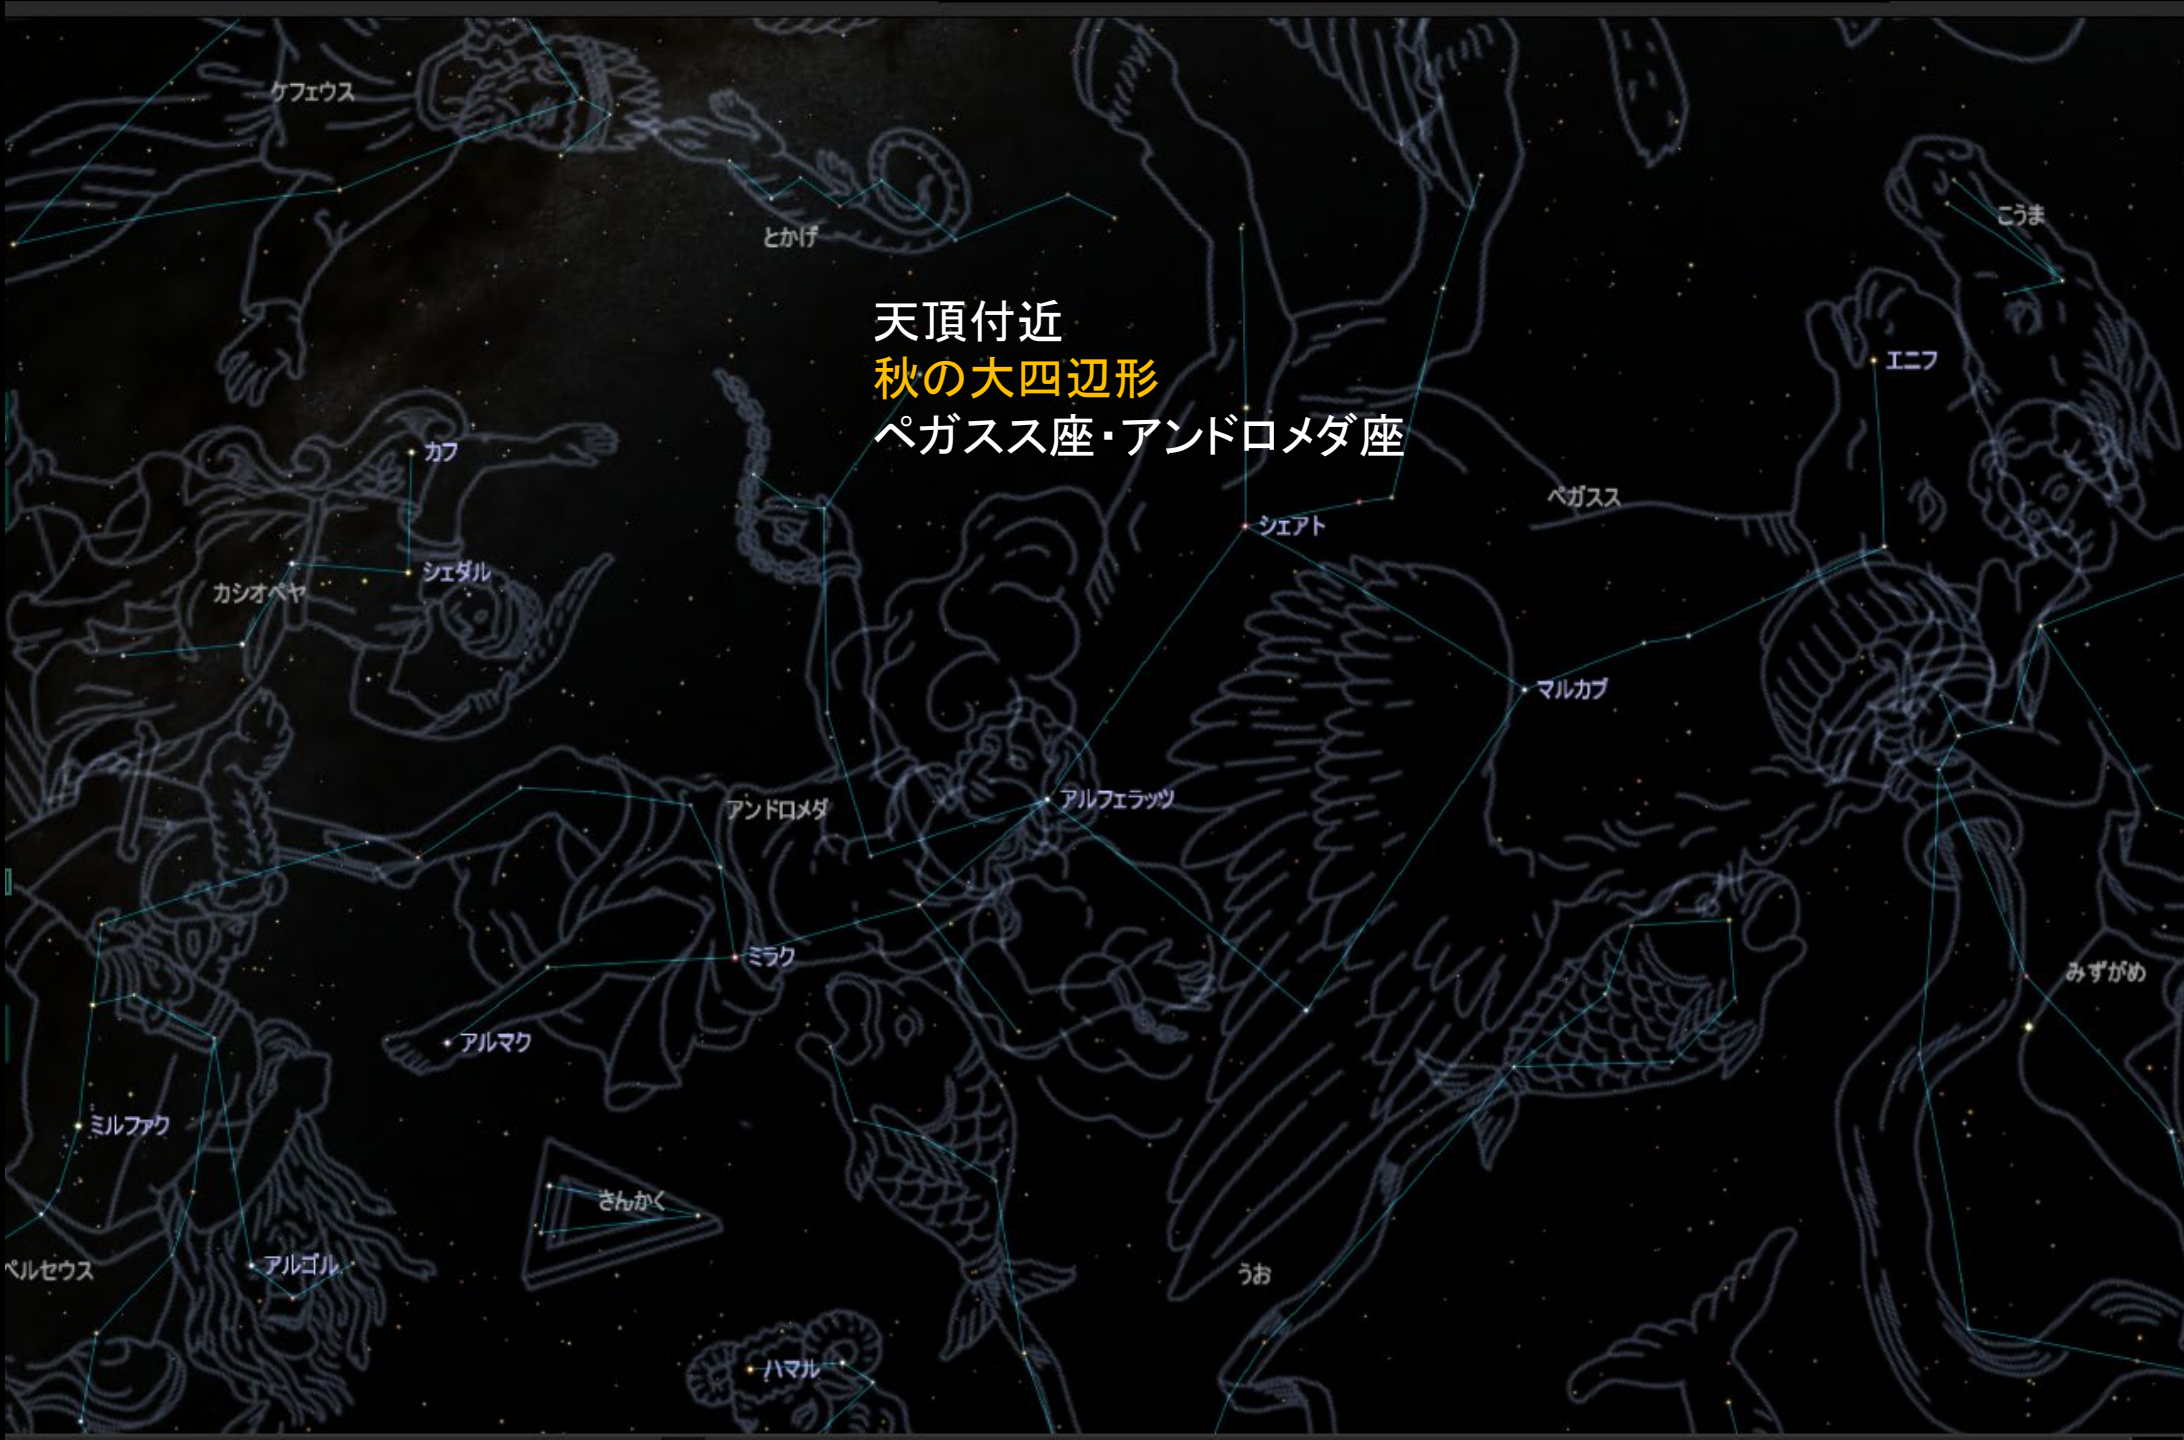 ケフェウス
とかげ
こうま
天頂付近
秋の大四辺形
ペガスス座・アンドロメダ座
エニフ
カフ
ペガスス
シェアト
シェダル
カシオペヤ
マルカブ
アンドロメダ
アルフェラッツ
ミラク
みずがめ
アルマク
ミルファク
さんかく
アルゴル
ペルセウス
うお
ハマル